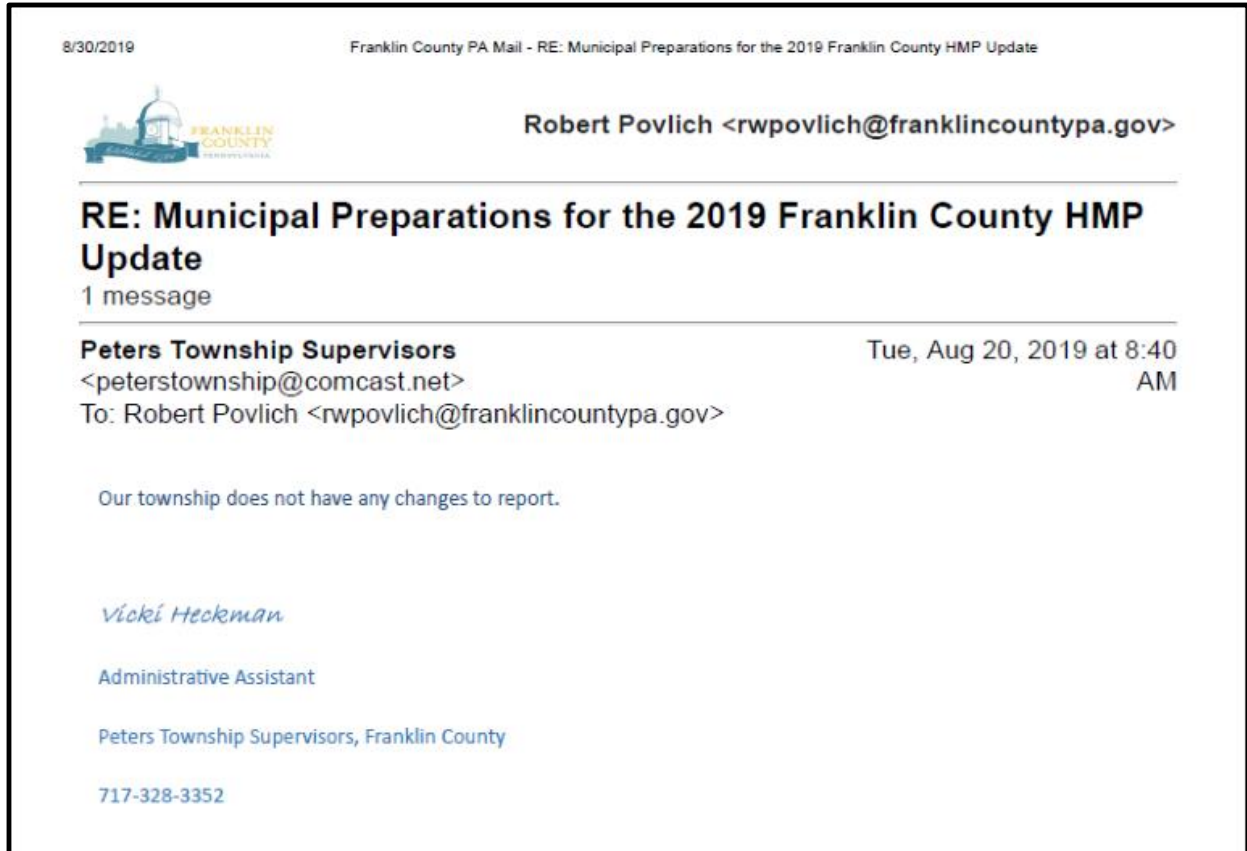 8/30/2019 Franklin County PA Mail - RE: Municipal Preparations for the 2019 Franklin County HMP Update
FRANKLIN
COUNTY
PENNSYLVANIA
Robert Povlich <rwpovlich@franklincountypa.gov>
RE: Municipal Preparations for the 2019 Franklin County HMP
Update
1 message
Peters Township Supervisors Tue, Aug 20, 2019 at 8:40
<peterstownship@comcast.net> AM
To: Robert Povlich <rwpovlich@franklincountypa.gov>
Our township does not have any changes to report.
Vicki Heckman
Administrative Assistant
Peters Township Supervisors, Franklin County
717-328-3352